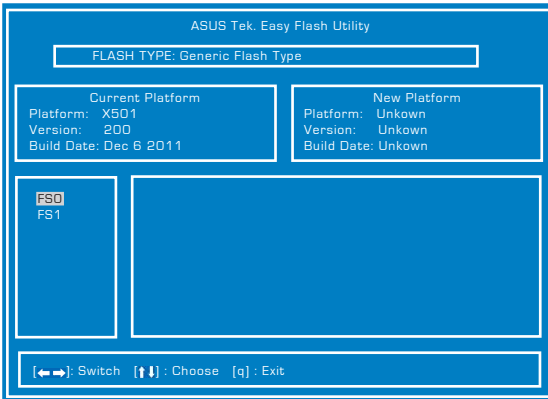 ASUS Tek. Easy Flash Utility
FLASH TYPE: Generic Flash Type
Current Platform
Platform: X501
Version: 200
Build Date: Dec 6 2011
New Platform
Platform: Unkown
Version: Unkown
Build Date: Unkown
FS0
FS1
[←→]: Switch [↑↓] : Choose [q] : Exit